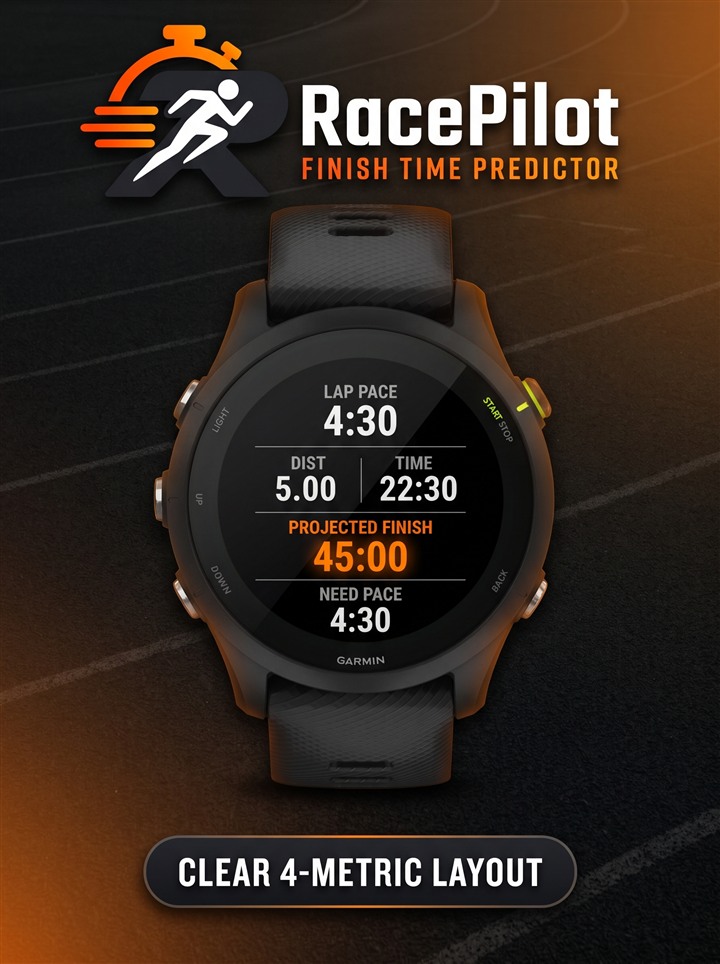 RacePilot
FINISH TIME PREDICTOR
GARMIN
LAP PACE
4:30
LIGHT
START STOP
DIST TIME
5.00 22:30
UP
PROJECTED FINISH
45:00
DOWN
BACK
NEED PACE
4:30
GARMIN
CLEAR 4-METRIC LAYOUT